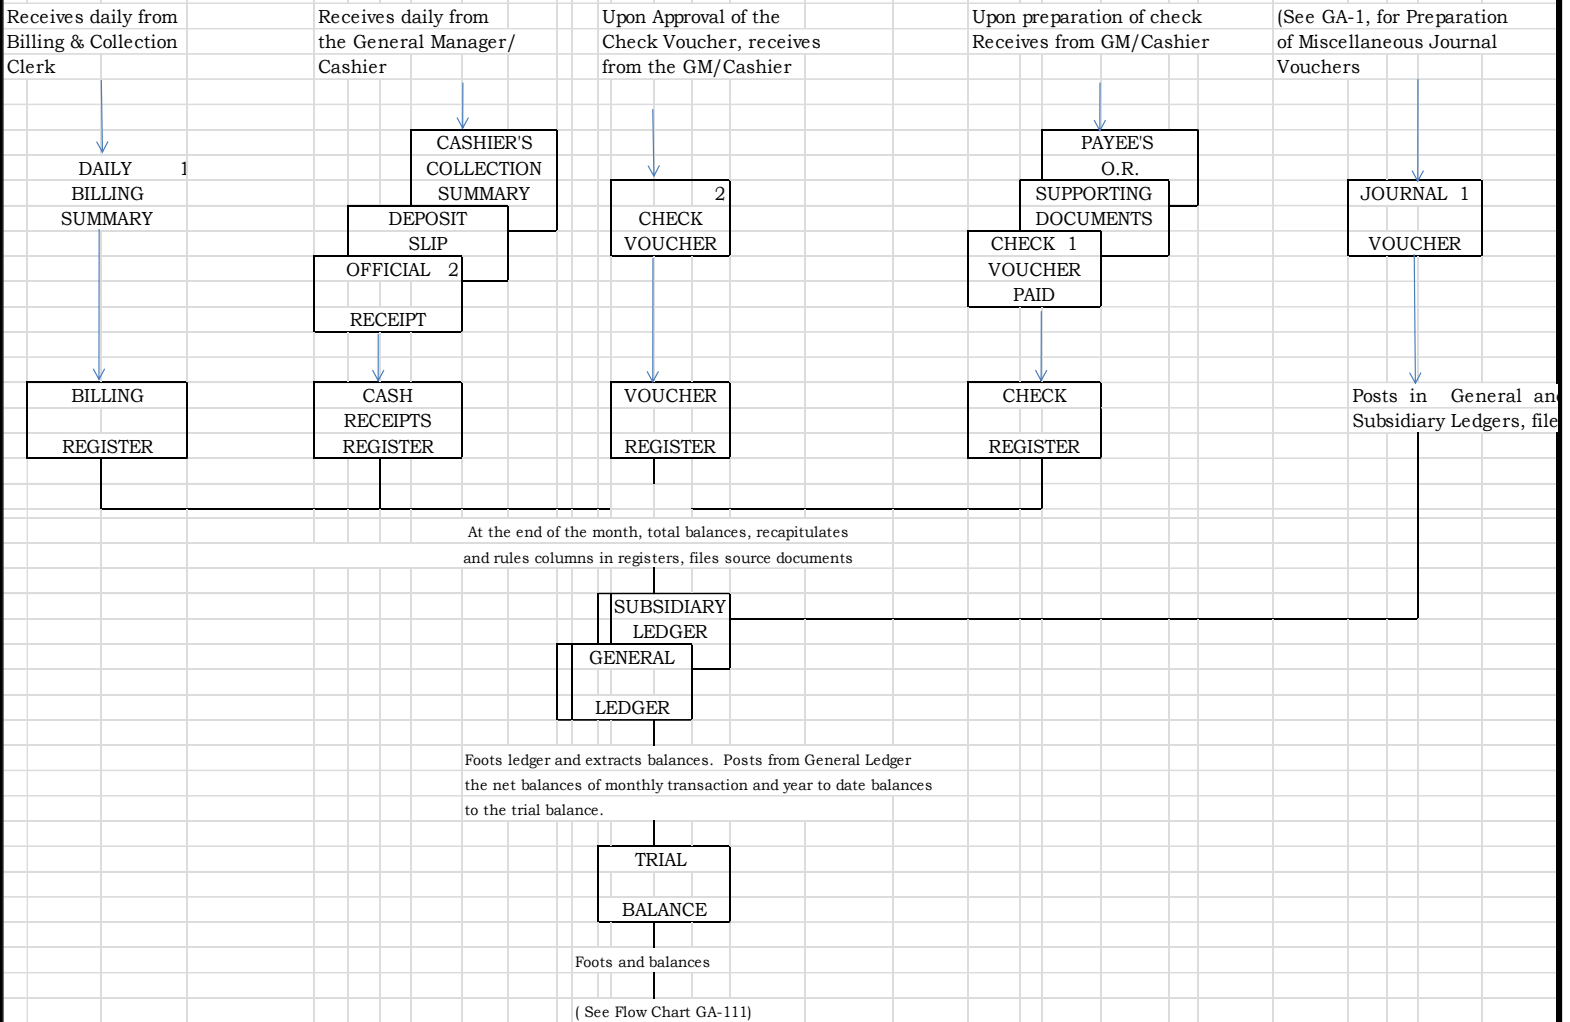 Receives daily from
Billing & Collection
Clerk
Receives daily from
the General Manager/
Cashier
Upon Approval of the
Check Voucher, receives
from the GM/Cashier
Upon preparation of check
Receives from GM/Cashier
(See GA-1, for Preparation
of Miscellaneous Journal
Vouchers
DAILY 1
BILLING
SUMMARY
CASHIER'S
COLLECTION
SUMMARY
DEPOSIT
SLIP
OFFICIAL 2
RECEIPT
2
CHECK
VOUCHER
PAYEE'S
O.R.
SUPPORTING
DOCUMENTS
CHECK 1
VOUCHER
PAID
JOURNAL 1
VOUCHER
BILLING
REGISTER
CASH
RECEIPTS
REGISTER
VOUCHER
REGISTER
CHECK
REGISTER
Posts in General an
Subsidiary Ledgers, file
At the end of the month, total balances, recapitulates
and rules columns in registers, files source documents
SUBSIDIARY
LEDGER
GENERAL
LEDGER
Foots ledger and extracts balances. Posts from General Ledger
the net balances of monthly transaction and year to date balances
to the trial balance.
TRIAL
BALANCE
Foots and balances
( See Flow Chart GA-111)